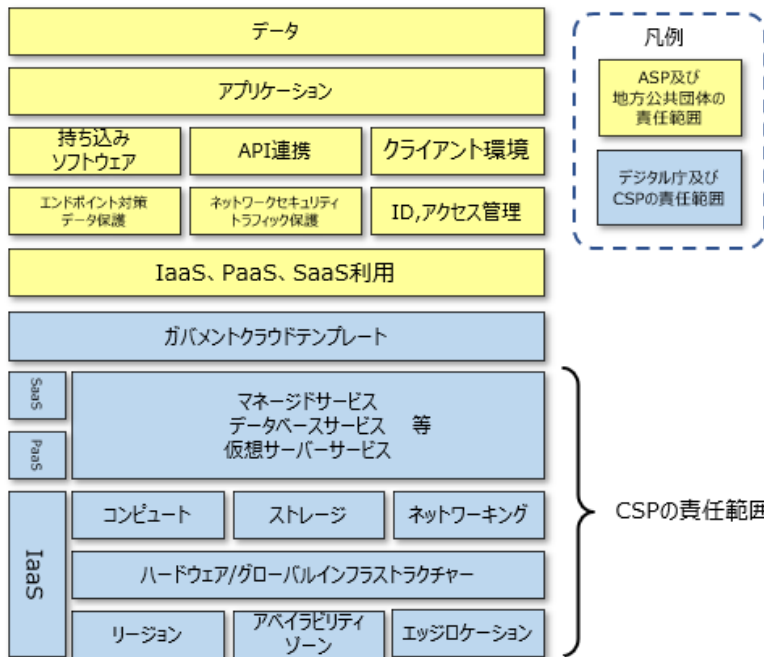 データ
アプリケーション
持ち込み
ソフトウェア
API連携
クライアント環境
エンドポイント対策
データ保護
ネットワークセキュリティ
トラフィック保護
ID,アクセス管理
IaaS、PaaS、SaaS利用
ガバメントクラウドテンプレート
SaaS
PaaS
マネージドサービス
データベースサービス 等
仮想サーバーサービス
IaaS
コンピュート
ストレージ
ネットワーキング
ハードウェア/グローバルインフラストラクチャー
リージョン
アベイラビリティ
ゾーン
エッジロケーション
凡例
ASP及び
地方公共団体の
責任範囲
デジタル庁及び
CSPの責任範囲
CSPの責任範囲